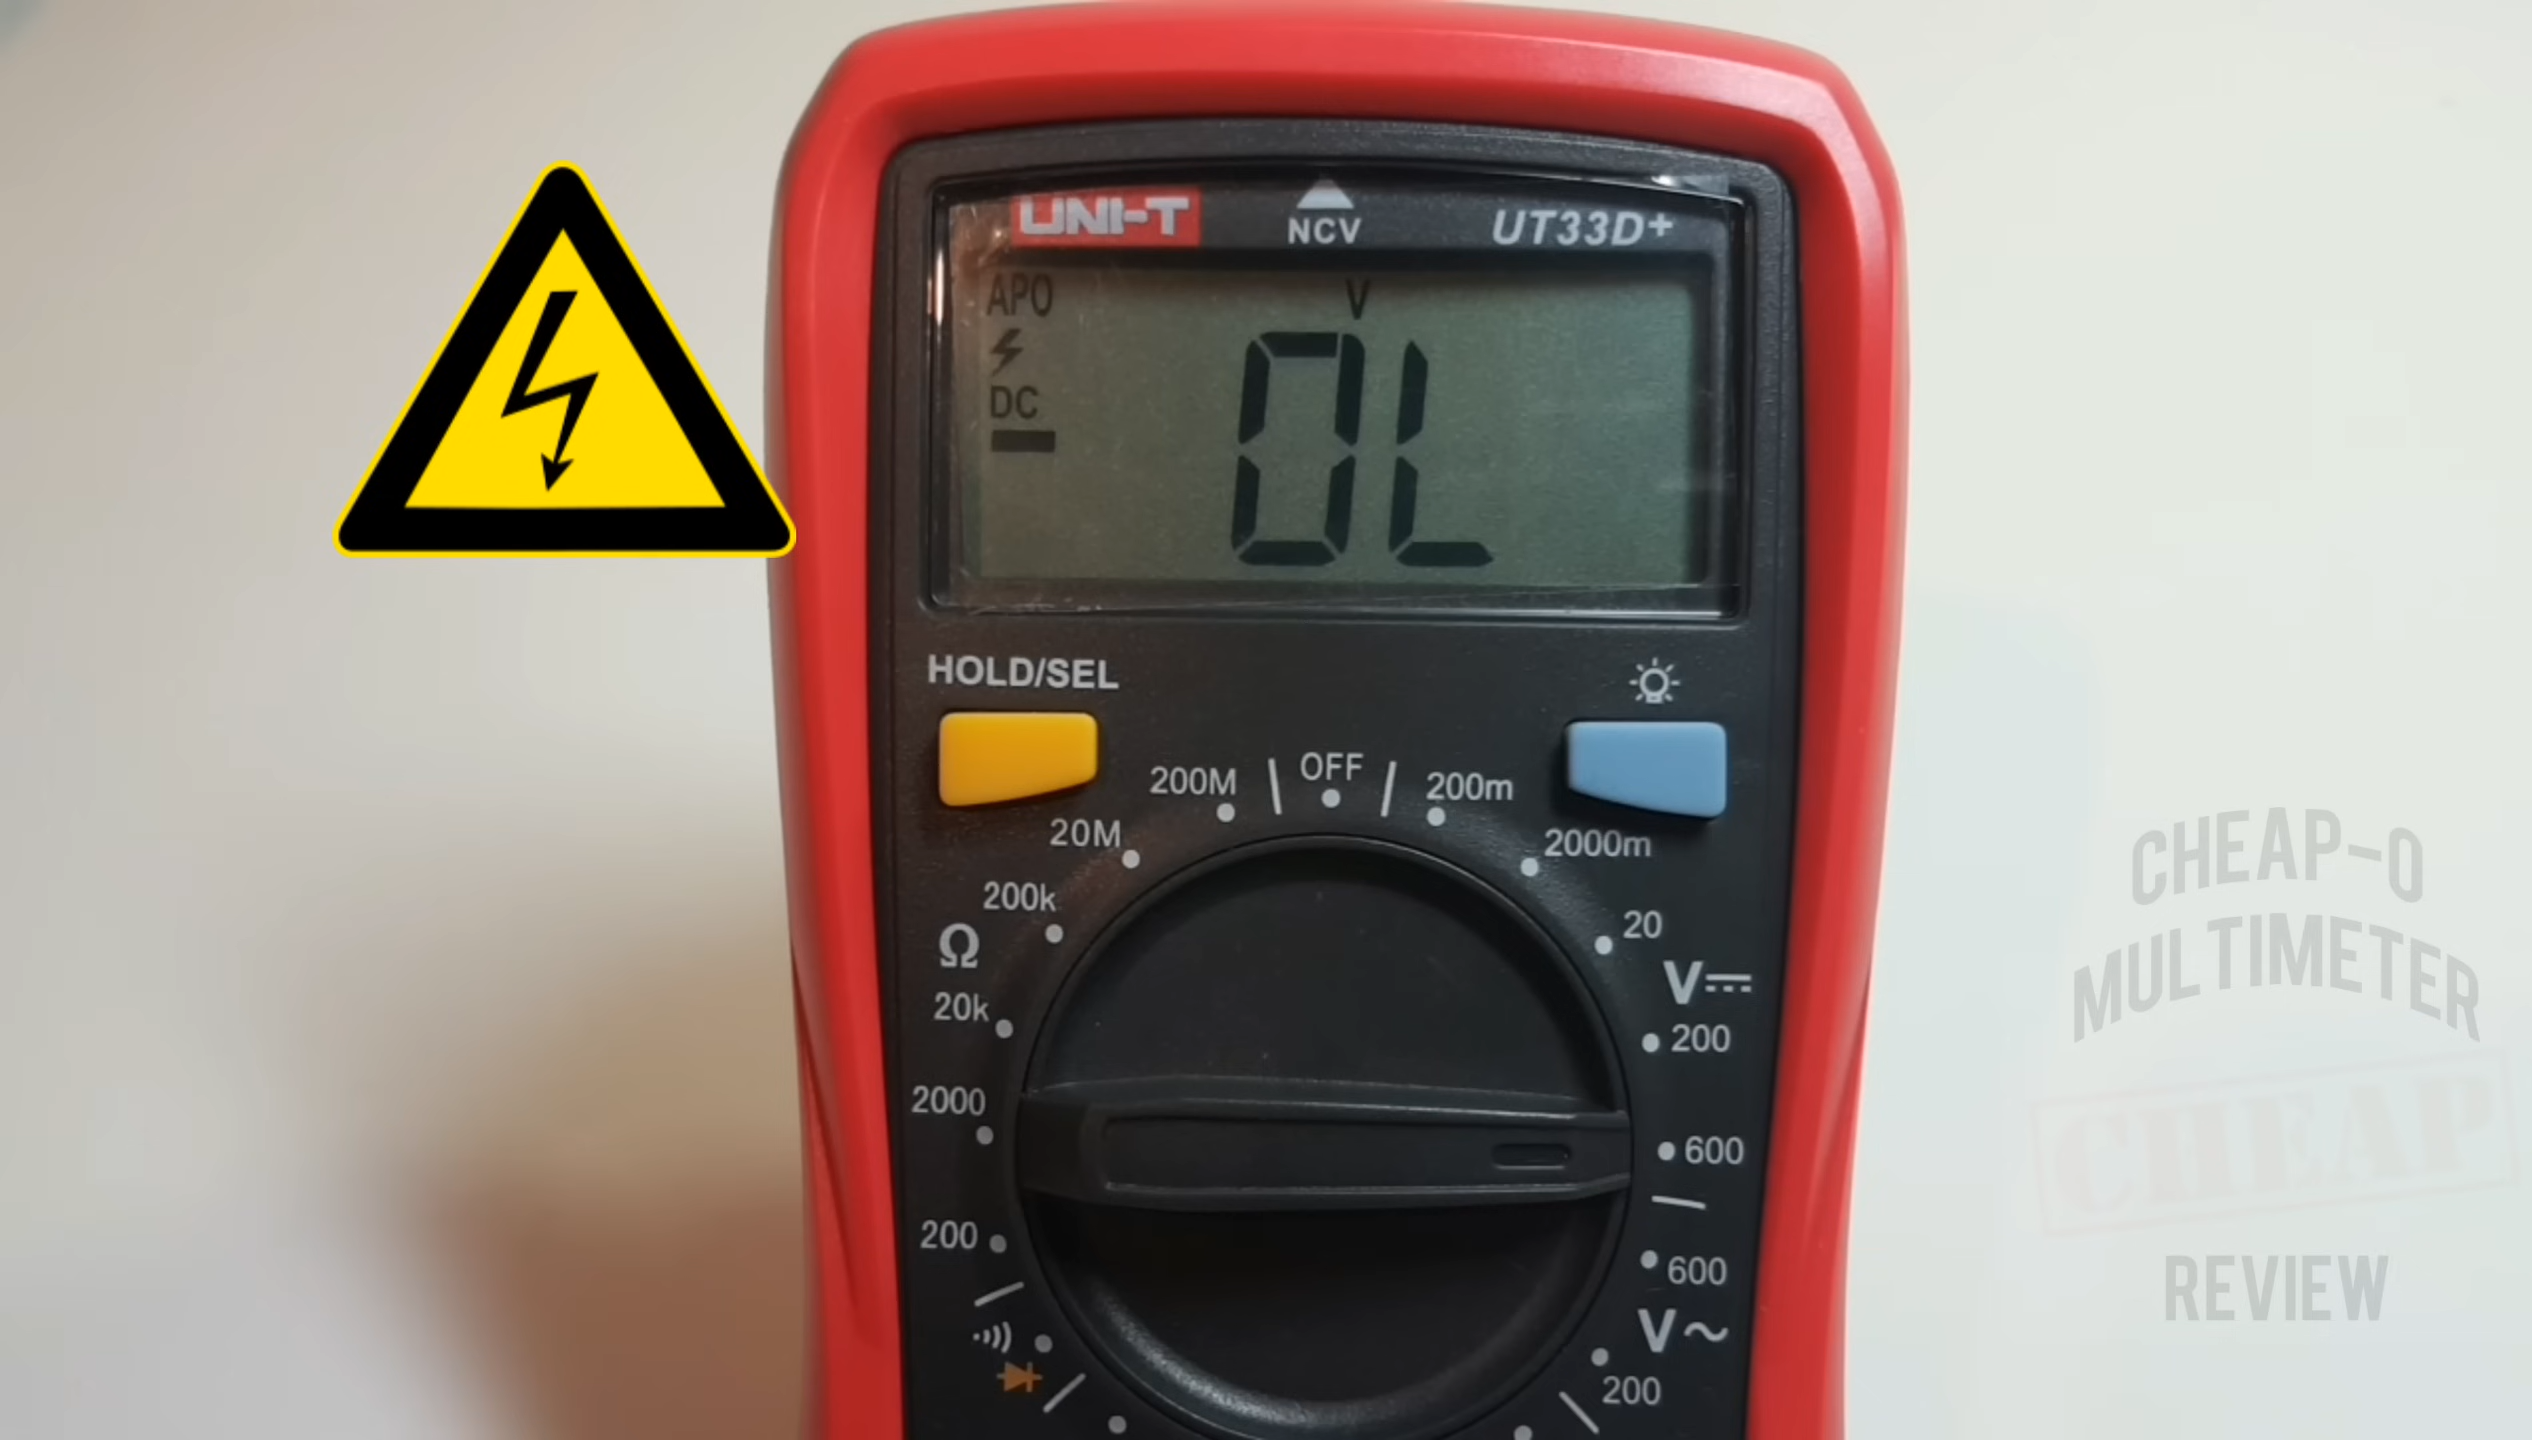 UNI-T
NCV
UT33D+
APO
V
DC
OL
HOLD/SEL
OFF
200M
200m
20M
2000m
200k
20
Ω
V⎓
20k
200
2000
600
200
600
V~
200
CHEAP-O
MULTIMETER
CHEAP
REVIEW